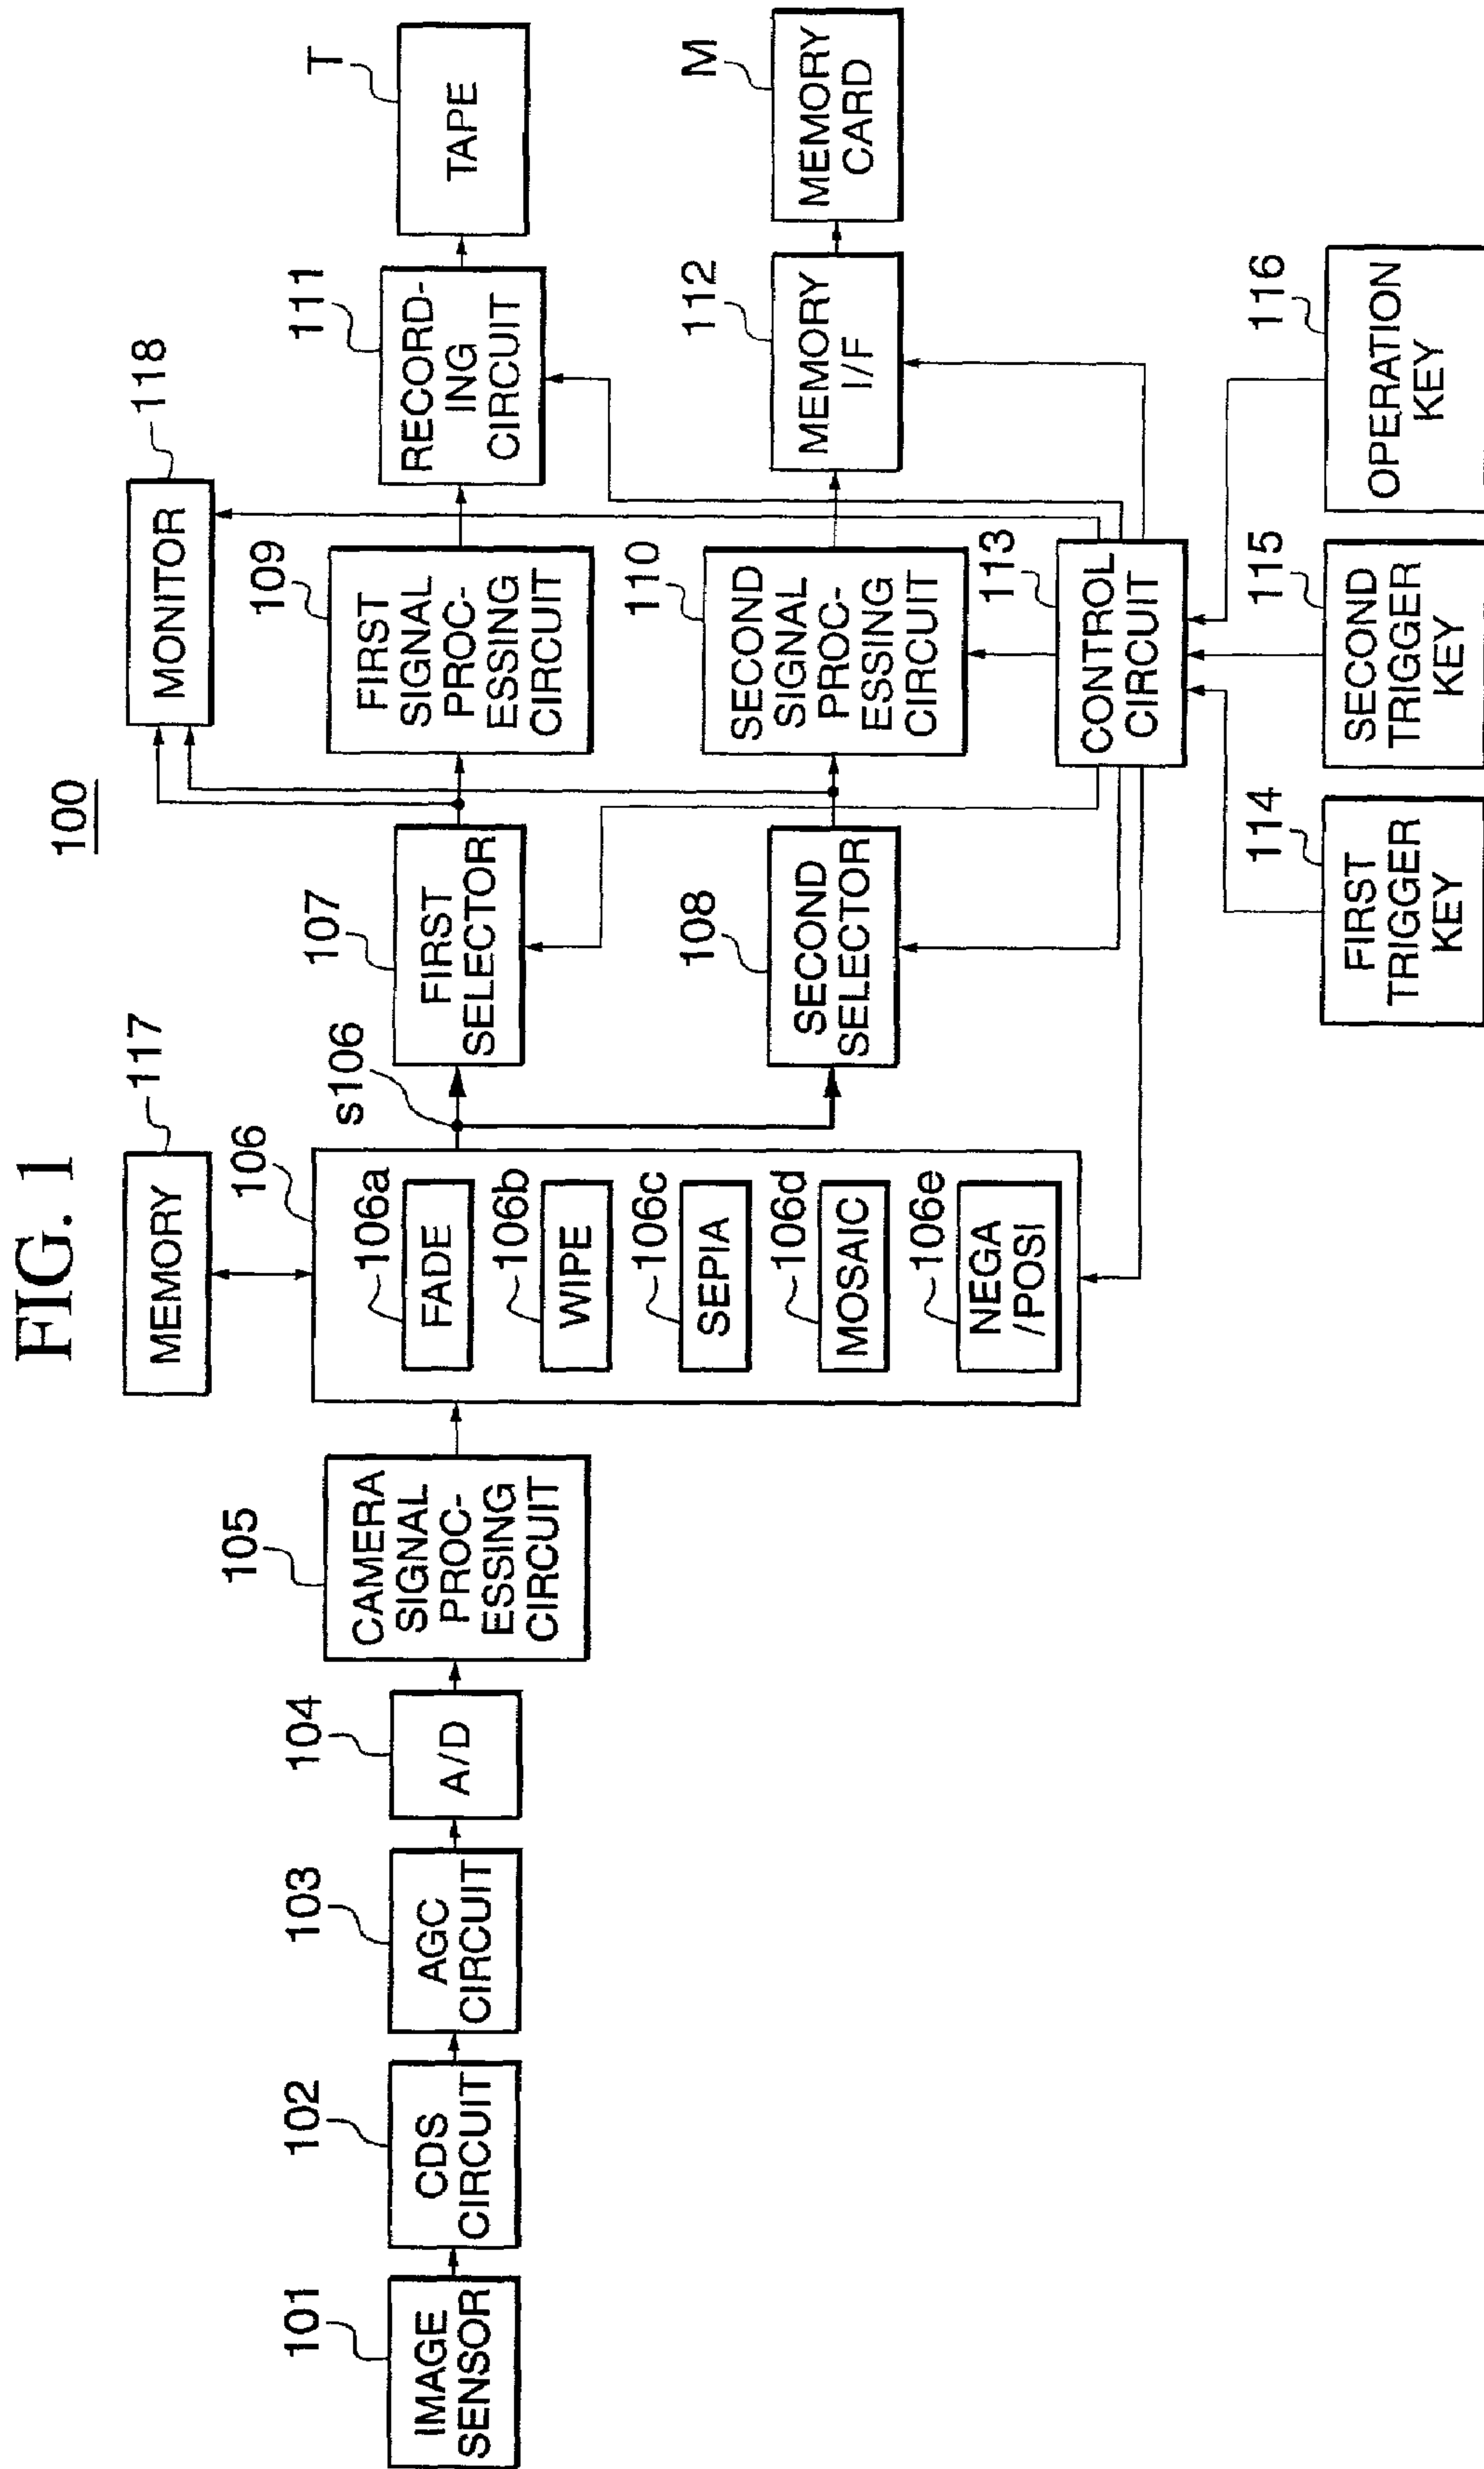 FIG. 1
100
117
MEMORY
118
MONITOR
101
IMAGE
SENSOR
102
CDS
CIRCUIT
103
AGC
CIRCUIT
104
A/D
105
CAMERA
SIGNAL
PROC-
ESSING
CIRCUIT
106
106a
FADE
106b
WIPE
106c
SEPIA
106d
MOSAIC
106e
NEGA
/POSI
s106
107
FIRST
SELECTOR
109
FIRST
SIGNAL
PROC-
ESSING
CIRCUIT
111
RECORD-
ING
CIRCUIT
T
TAPE
108
SECOND
SELECTOR
110
SECOND
SIGNAL
PROC-
ESSING
CIRCUIT
112
MEMORY
I/F
M
MEMORY
CARD
113
CONTROL
CIRCUIT
114
FIRST
TRIGGER
KEY
115
SECOND
TRIGGER
KEY
116
OPERATION
KEY